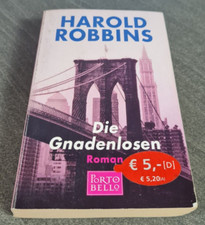 HAROLD
ROBBINS
Die
Gnadenlosen
Roman
€ 5,-[D]
€ 5,20[A]
PORTO
BELLO